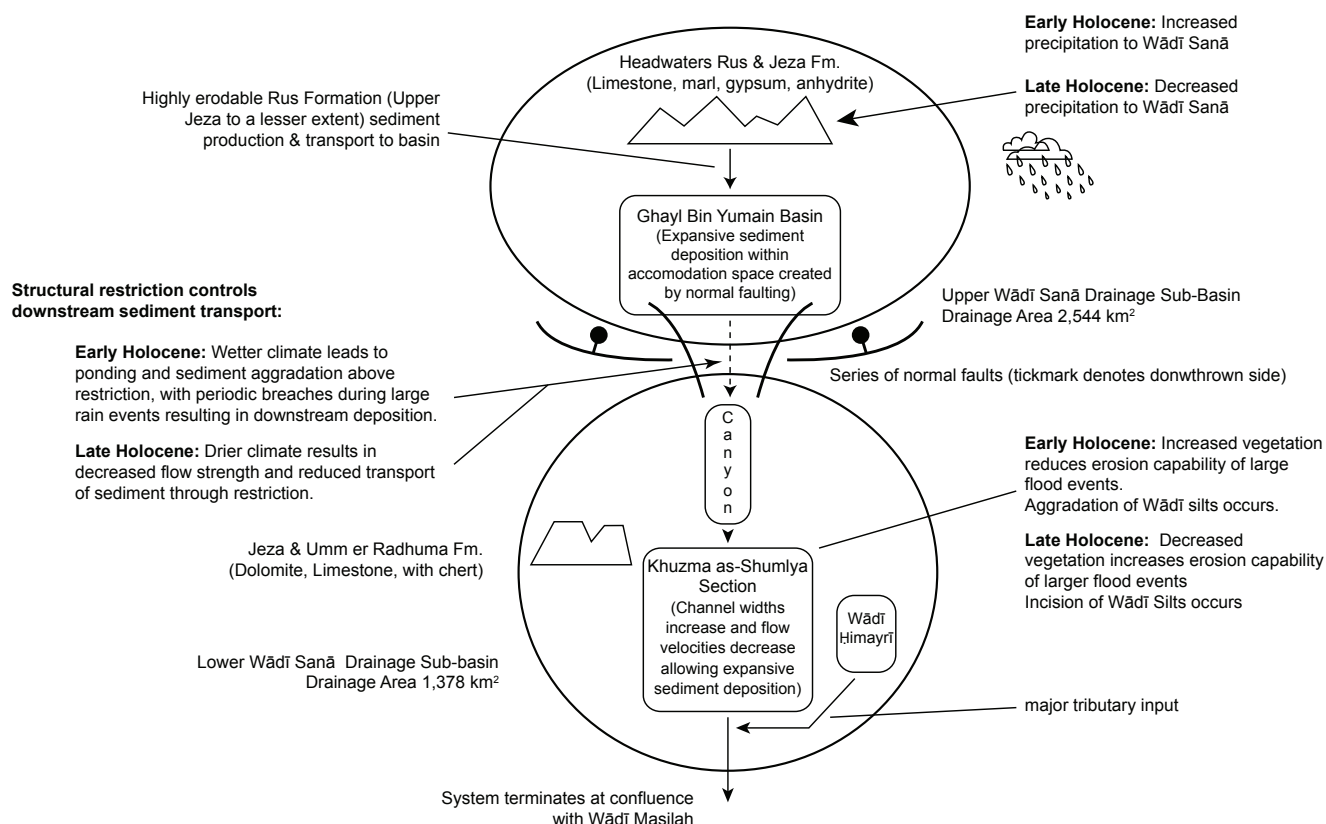 Early Holocene: Increased
precipitation to Wādī Sanā
Late Holocene: Decreased
precipitation to Wādī Sanā
Headwaters Rus & Jeza Fm.
(Limestone, marl, gypsum, anhydrite)
Highly erodable Rus Formation (Upper
Jeza to a lesser extent) sediment
production & transport to basin
Ghayl Bin Yumain Basin
(Expansive sediment
deposition within
accomodation space created
by normal faulting)
Structural restriction controls
downstream sediment transport:
Upper Wādī Sanā Drainage Sub-Basin
Drainage Area 2,544 km²
Early Holocene: Wetter climate leads to
ponding and sediment aggradation above
restriction, with periodic breaches during large
rain events resulting in downstream deposition.
Series of normal faults (tickmark denotes donwthrown side)
Late Holocene: Drier climate results in
decreased flow strength and reduced transport
of sediment through restriction.
Canyon
Early Holocene: Increased vegetation
reduces erosion capability of large
flood events.
Aggradation of Wādī silts occurs.
Late Holocene: Decreased
vegetation increases erosion capability
of larger flood events
Incision of Wādī Silts occurs
Jeza & Umm er Radhuma Fm.
(Dolomite, Limestone, with chert)
Khuzma as-Shumlya
Section
(Channel widths
increase and flow
velocities decrease
allowing expansive
sediment deposition)
Wādī
Ḥimayrī
Lower Wādī Sanā Drainage Sub-basin
Drainage Area 1,378 km²
major tributary input
System terminates at confluence
with Wādī Masilah